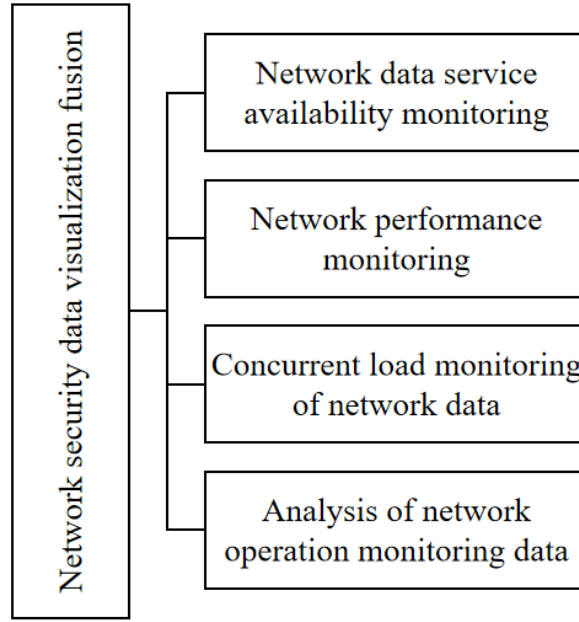 Network security data visualization fusion
Network data service
availability monitoring
Network performance
monitoring
Concurrent load monitoring
of network data
Analysis of network
operation monitoring data